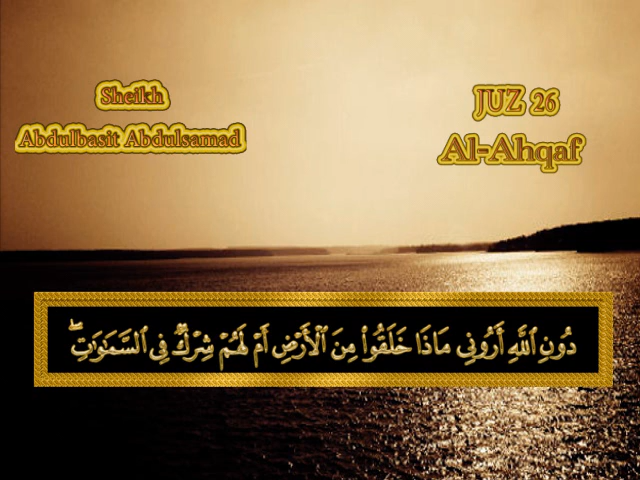 Sheikh
Abdulbasit Abdulsamad
JUZ 26
Al-Ahqaf
دُونِ ٱللَّهِ أَرُونِى مَاذَا خَلَقُوا۟ مِنَ ٱلْأَرْضِ أَمْ لَهُمْ شِرْكٌ فِى ٱلسَّمَـٰوَٰتِ ۖ